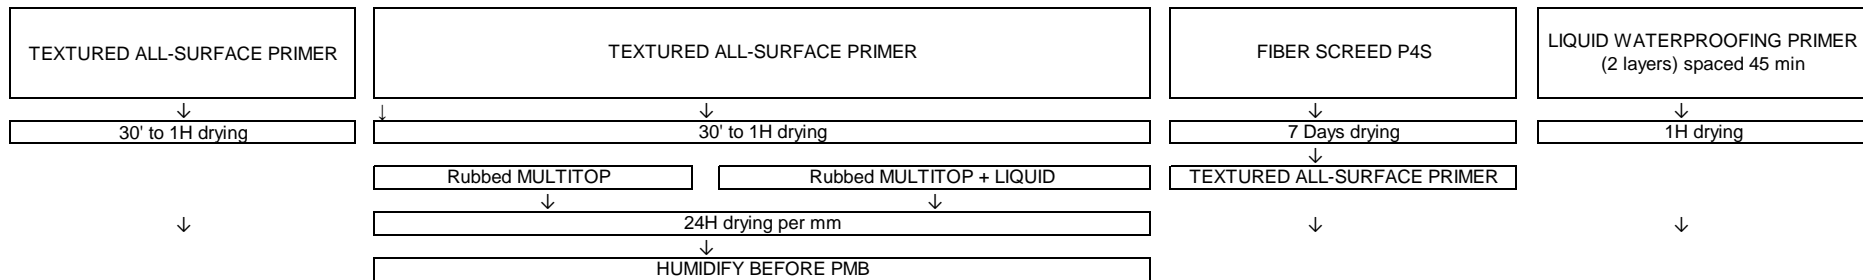 TEXTURED ALL-SURFACE PRIMER
TEXTURED ALL-SURFACE PRIMER
FIBER SCREED P4S
LIQUID WATERPROOFING PRIMER
(2 layers) spaced 45 min
↓
↓
↓
↓
↓
30' to 1H drying
30' to 1H drying
7 Days drying
1H drying
↓
Rubbed MULTITOP
Rubbed MULTITOP + LIQUID
TEXTURED ALL-SURFACE PRIMER
↓
↓
↓
24H drying per mm
↓
↓
↓
HUMIDIFY BEFORE PMB